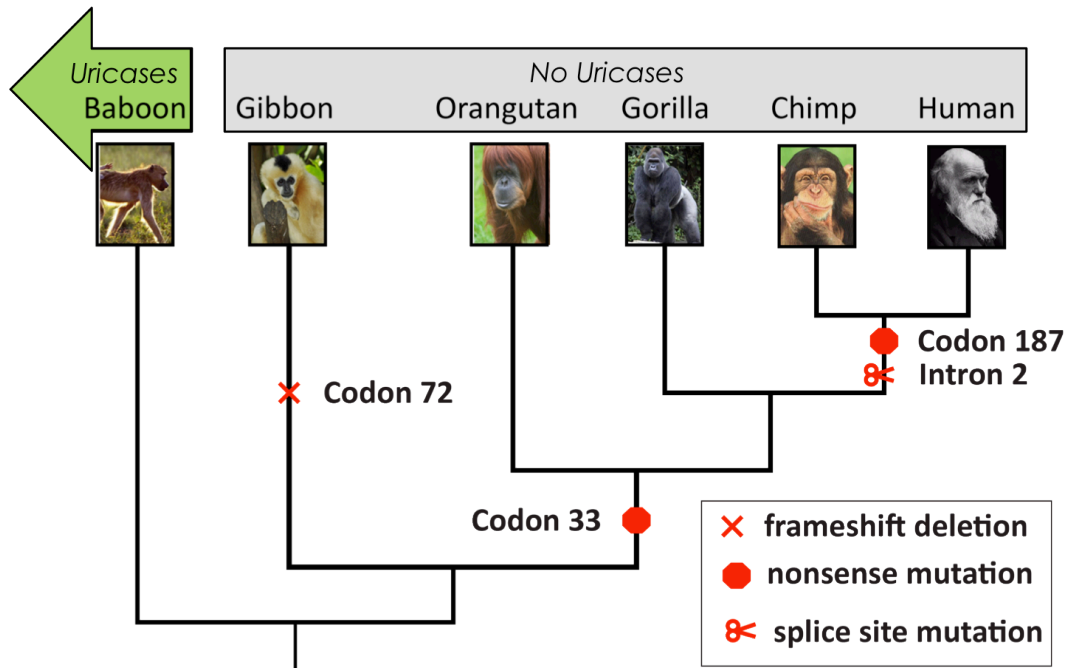 Uricases
No Uricases
Baboon
Gibbon
Orangutan
Gorilla
Chimp
Human
Codon 187
Intron 2
Codon 72
Codon 33
frameshift deletion
nonsense mutation
splice site mutation